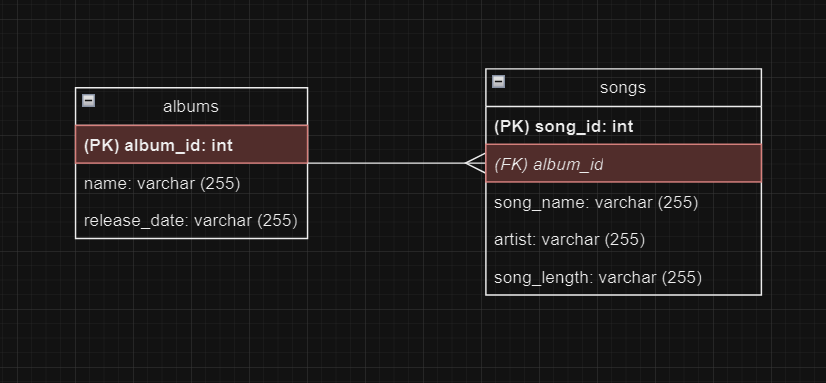 albums
(PK) album_id: int
name: varchar (255)
release_date: varchar (255)
songs
(PK) song_id: int
(FK) album_id
song_name: varchar (255)
artist: varchar (255)
song_length: varchar (255)